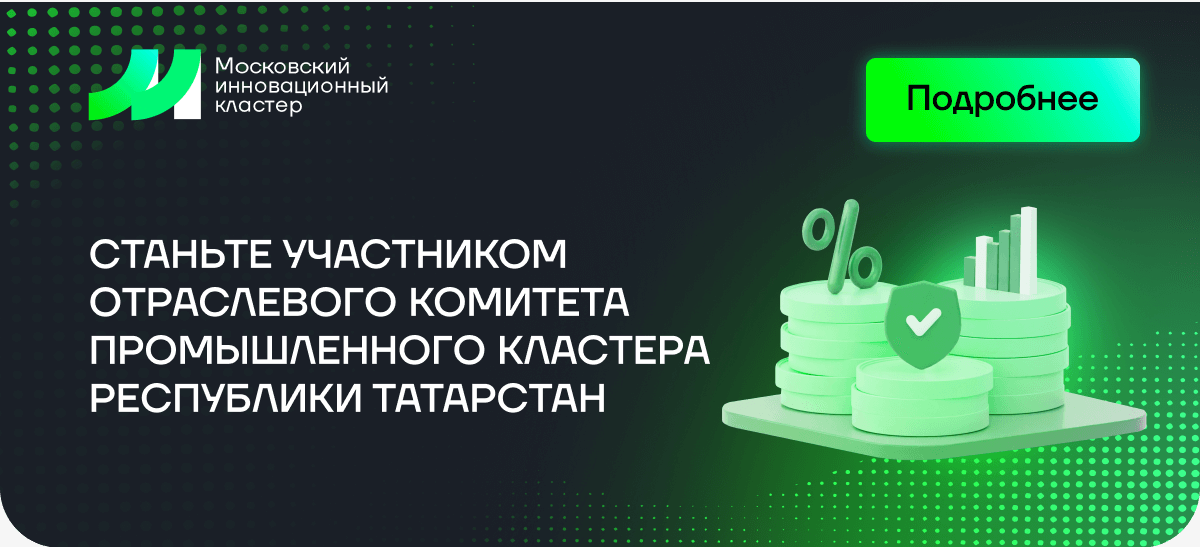 Московский
инновационный
кластер
Подробнее
СТАНЬТЕ УЧАСТНИКОМ
ОТРАСЛЕВОГО КОМИТЕТА
ПРОМЫШЛЕННОГО КЛАСТЕРА
РЕСПУБЛИКИ ТАТАРСТАН
%